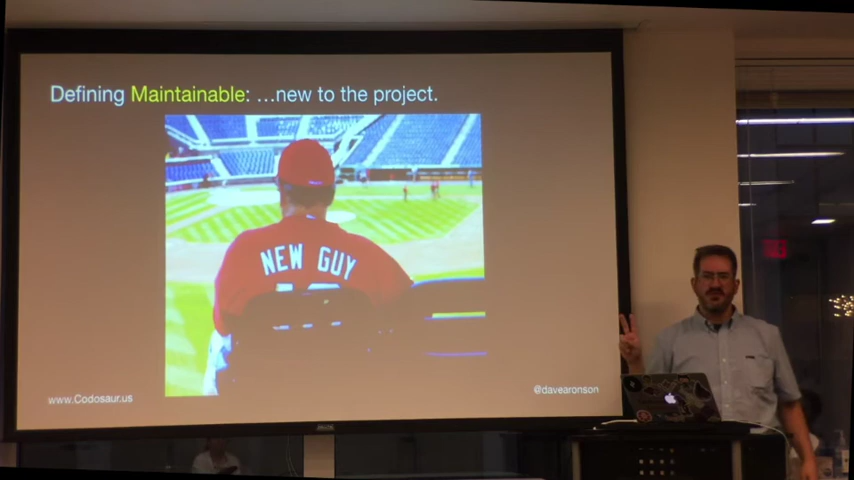 Defining Maintainable: ...new to the project.
NEW GUY
www.Codosaur.us
@davearonson